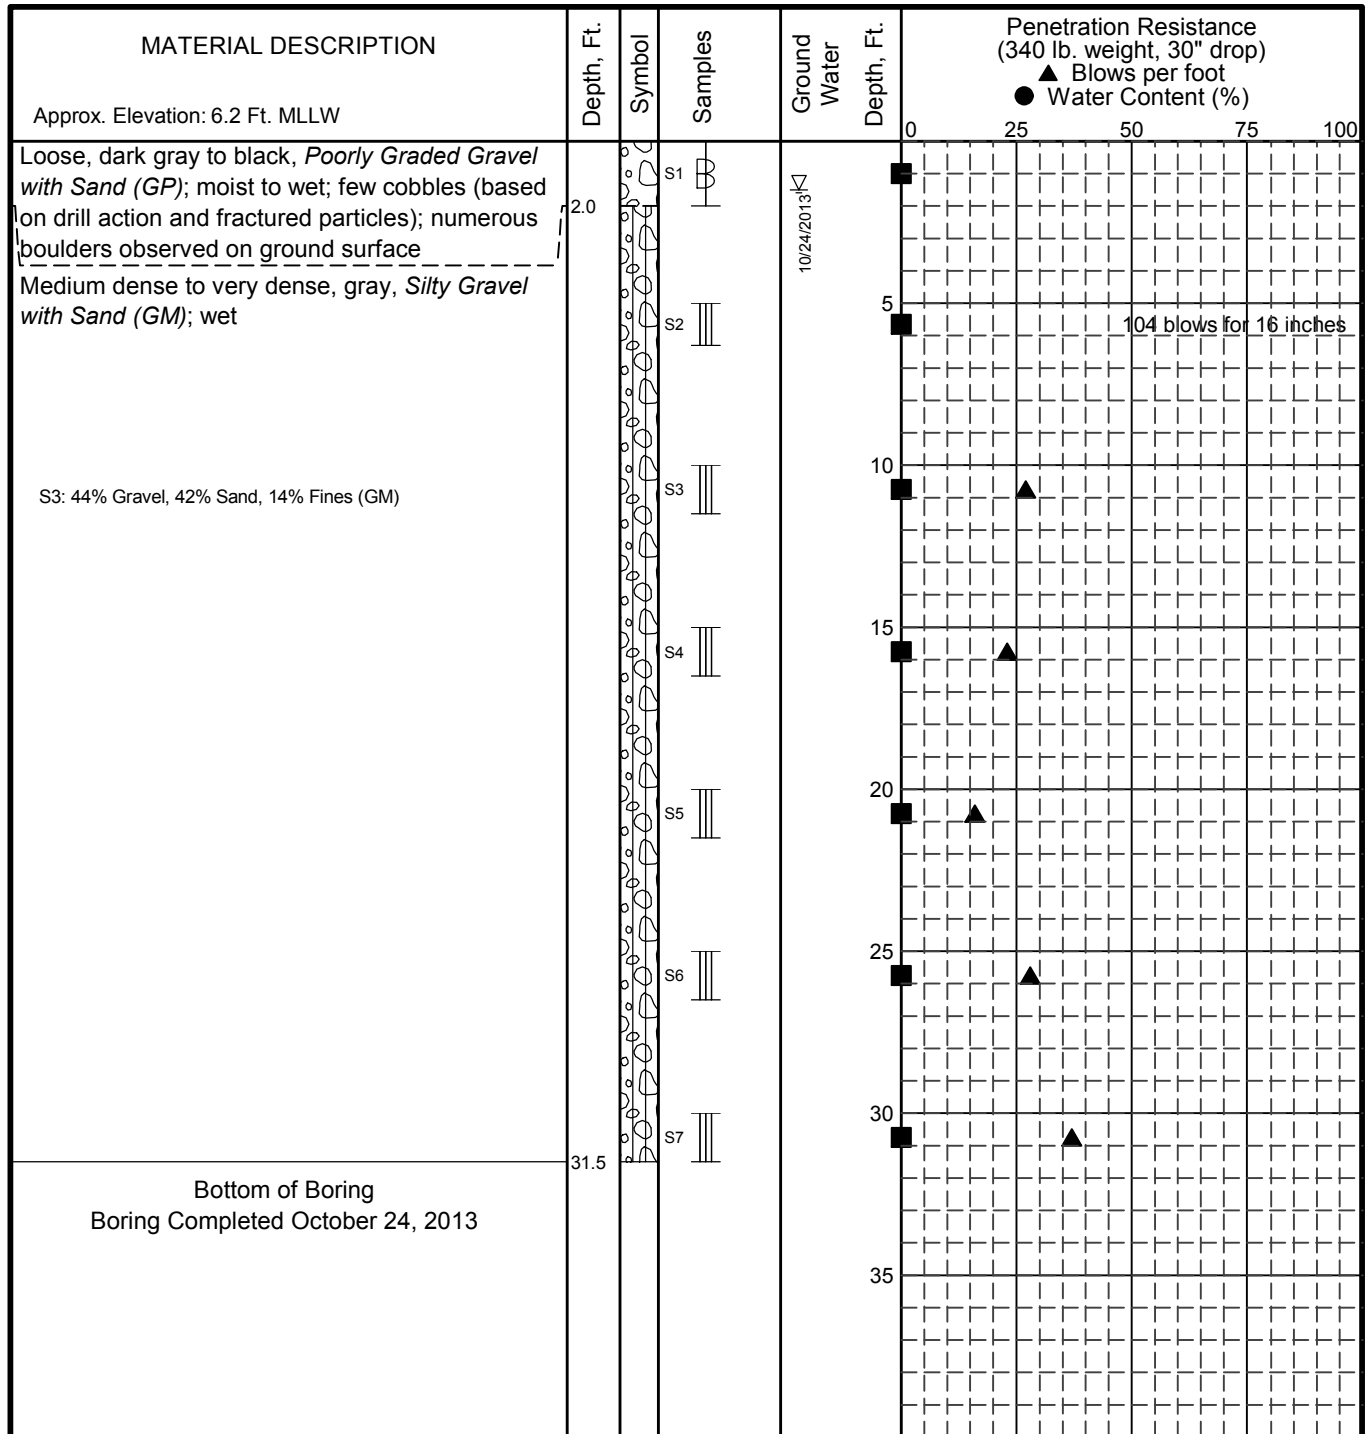 MATERIAL DESCRIPTION
Approx. Elevation: 6.2 Ft. MLLW
Depth, Ft.
Symbol
Samples
Ground
Water
Depth, Ft.
Penetration Resistance
(340 lb. weight, 30" drop)
▲ Blows per foot
● Water Content (%)
0 25 50 75 100
Loose, dark gray to black, Poorly Graded Gravel
with Sand (GP); moist to wet; few cobbles (based
on drill action and fractured particles); numerous
boulders observed on ground surface
2.0
S1
10/24/2013
Medium dense to very dense, gray, Silty Gravel
with Sand (GM); wet
5
S2
104 blows for 16 inches
10
S3
S3: 44% Gravel, 42% Sand, 14% Fines (GM)
15
S4
20
S5
25
S6
30
S7
31.5
Bottom of Boring
Boring Completed October 24, 2013
35